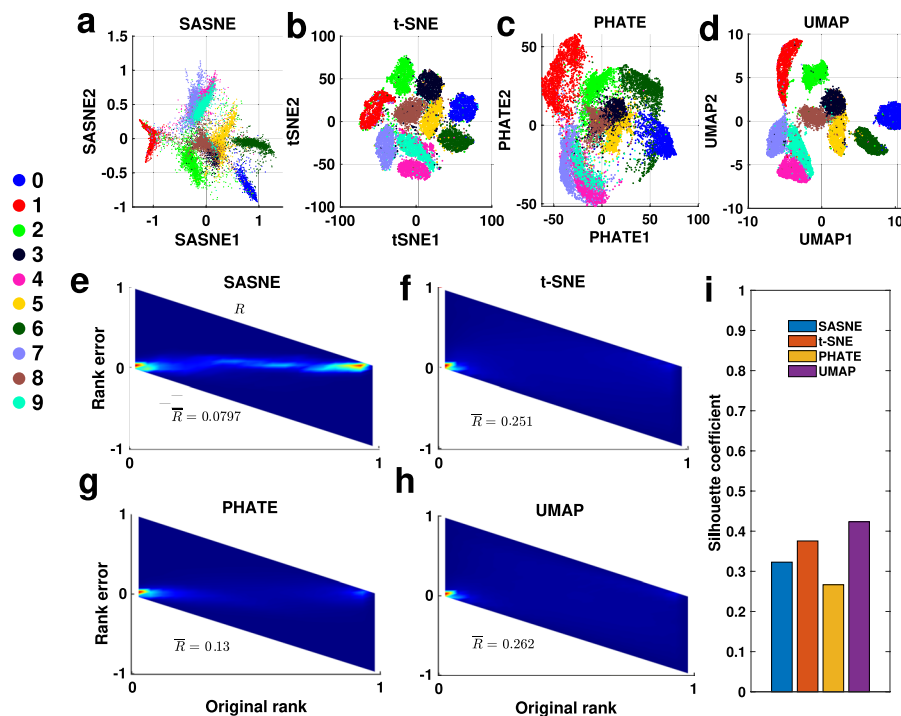 a SASNE
SASNE2
1.5
1
0.5
0
-0.5
-1
-1 0 1
SASNE1
b t-SNE
tSNE2
100
50
0
-50
-100
-100 0 100
tSNE1
c PHATE
PHATE2
50
0
-50
-50 0 50 100
PHATE1
d UMAP
UMAP2
10
5
0
-5
-10
0 10
UMAP1
0
1
2
3
4
5
6
7
8
9
e SASNE
Rank error
1
0
-1
R
R = 0.0797
0 1
f t-SNE
1
0
-1
R = 0.251
0 1
g PHATE
Rank error
1
0
-1
R = 0.13
0 1
Original rank
h UMAP
1
0
-1
R = 0.262
0 1
Original rank
i
Silhouette coefficient
1
0.9
0.8
0.7
0.6
0.5
0.4
0.3
0.2
0.1
0
SASNE
t-SNE
PHATE
UMAP